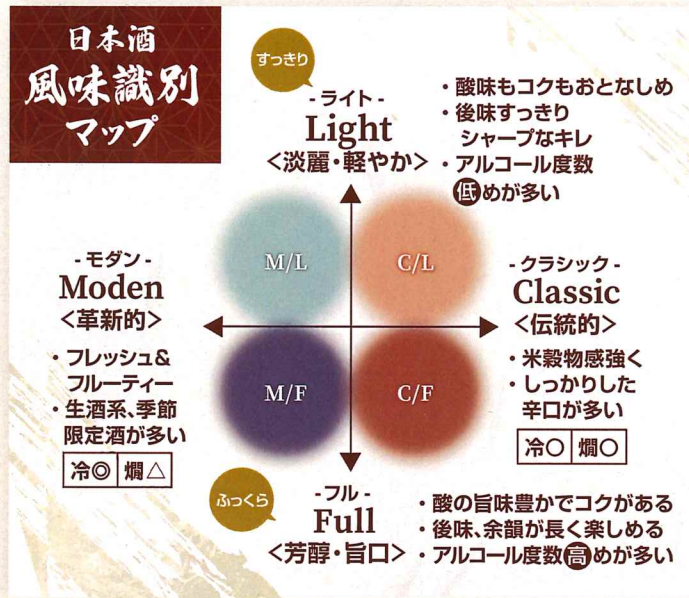 日本酒
風味識別
マップ
すっきり
- ライト -
Light
<淡麗・軽やか>
・酸味もコクもおとなしめ
・後味すっきり
シャープなキレ
・アルコール度数
低めが多い
- モダン -
Moden
<革新的>
・フレッシュ&
フルーティー
・生酒系、季節
限定酒が多い
冷◎ 燗△
M/L
C/L
M/F
C/F
- クラシック -
Classic
<伝統的>
・米穀物感強く
・しっかりした
辛口が多い
冷〇 燗〇
ふっくら
- フル -
Full
<芳醇・旨口>
・酸の旨味豊かでコクがある
・後味、余韻が長く楽しめる
・アルコール度数高めが多い